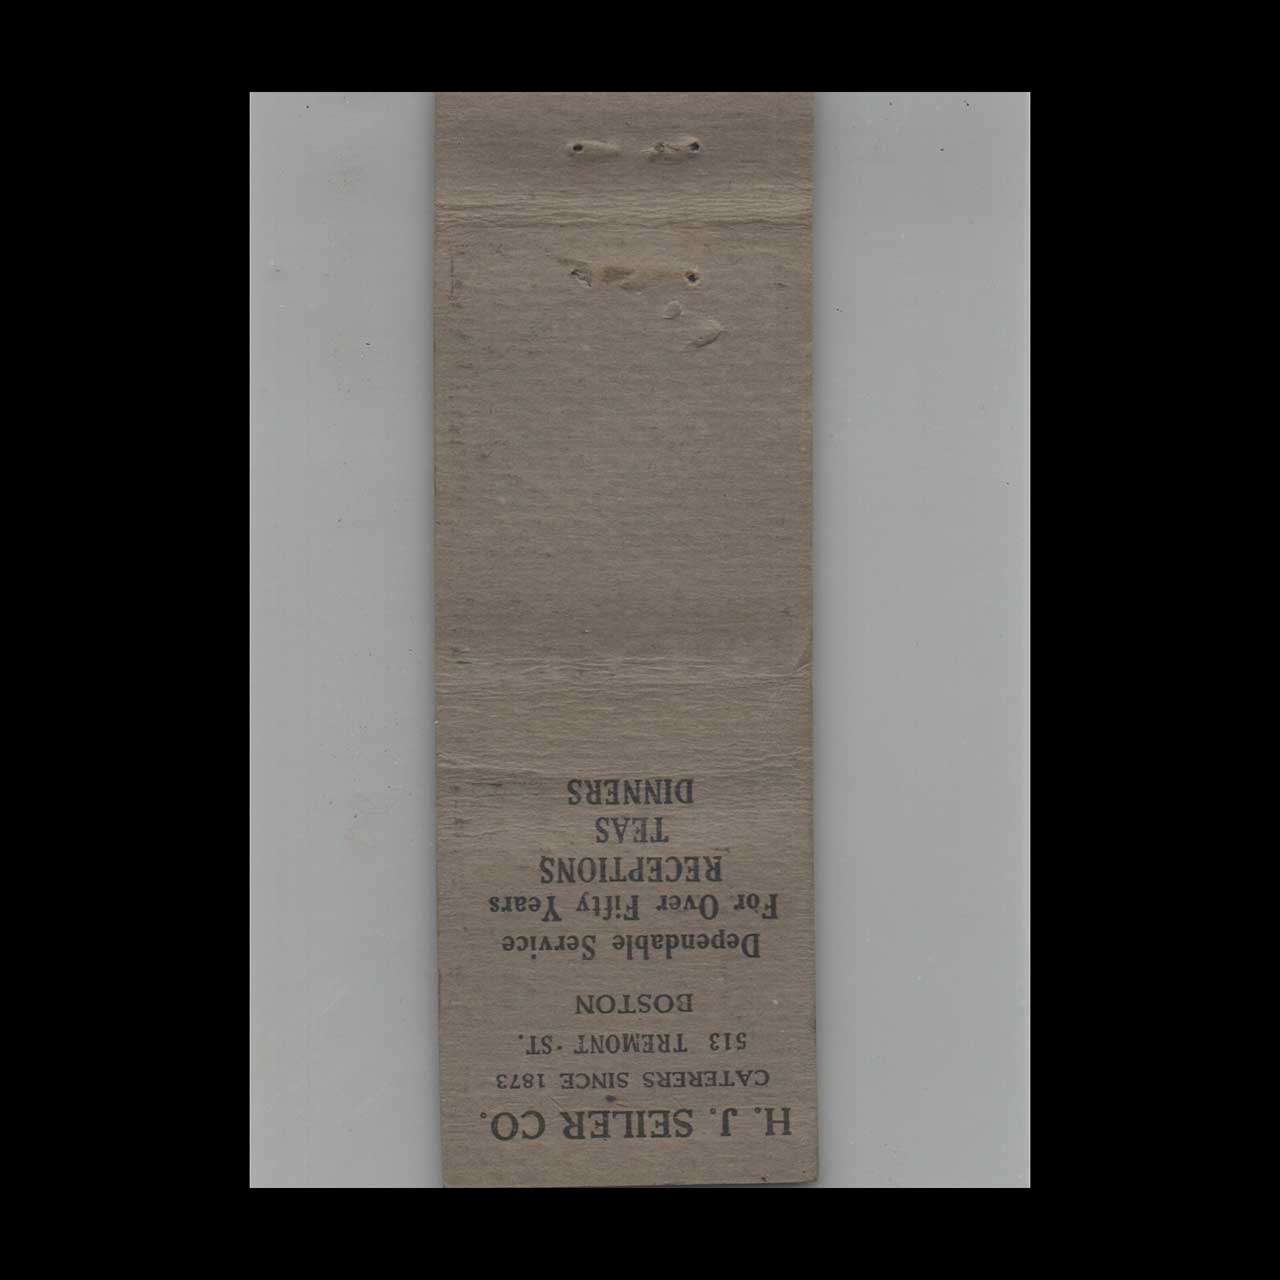 H. J. SEILER CO.
CATERERS SINCE 1873
513 TREMONT ST.
BOSTON
Dependable Service
For Over Fifty Years
RECEPTIONS
TEAS
DINNERS